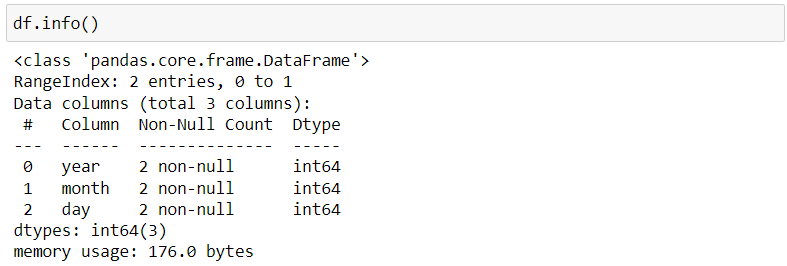 df.info()
<class 'pandas.core.frame.DataFrame'>
RangeIndex: 2 entries, 0 to 1
Data columns (total 3 columns):
 #   Column  Non-Null Count  Dtype
---  ------  --------------  -----
 0   year    2 non-null      int64
 1   month   2 non-null      int64
 2   day     2 non-null      int64
dtypes: int64(3)
memory usage: 176.0 bytes